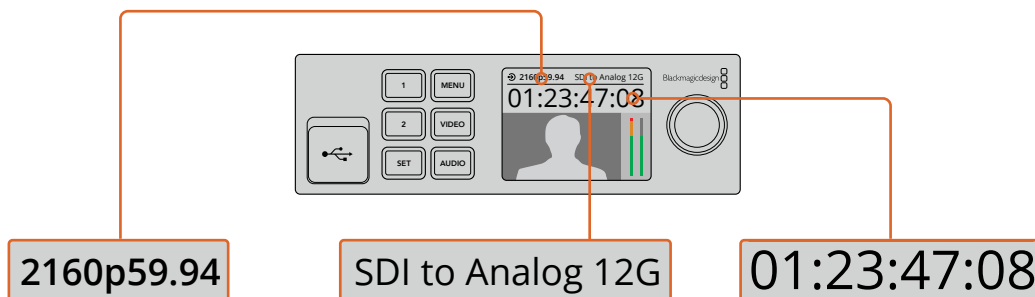 2160p59.94 SDI to Analog 12G
Blackmagicdesign
01:23:47:08
1 MENU
2 VIDEO
SET AUDIO
2160p59.94
SDI to Analog 12G
01:23:47:08